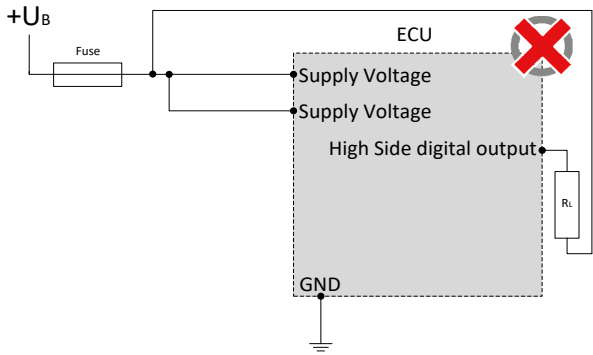 +UB
Fuse
ECU
Supply Voltage
Supply Voltage
High Side digital output
RL
GND